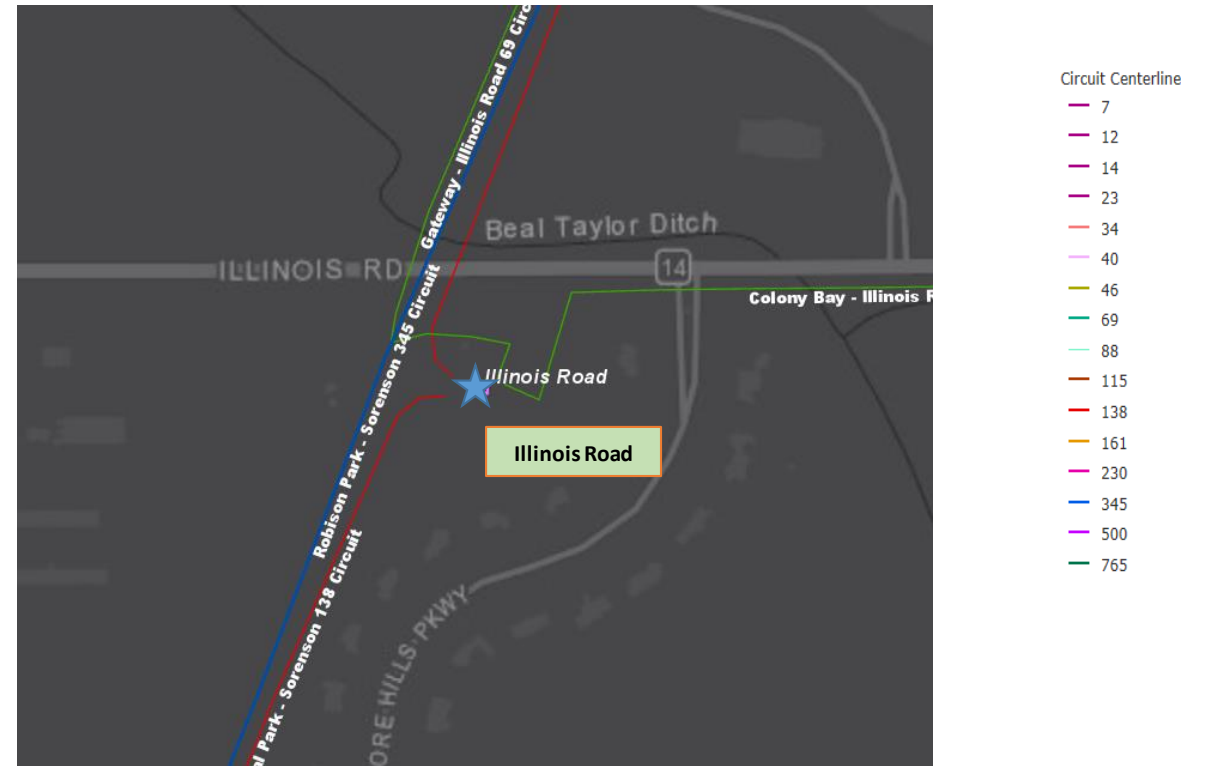 Gateway - Illinois Road 69 Circ
Beal Taylor Ditch
ILLINOIS RD
14
Colony Bay - Illinois R
Robison Park - Sorenson 345 Circuit
Illinois Road
Illinois Road
al Park - Sorenson 138 Circuit
ORE HILLS PKWY
Circuit Centerline
7
12
14
23
34
40
46
69
88
115
138
161
230
345
500
765